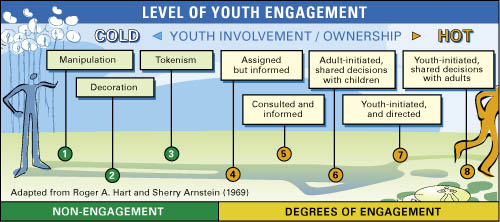 LEVEL OF YOUTH ENGAGEMENT
COLD
YOUTH INVOLVEMENT / OWNERSHIP
HOT
Manipulation
Decoration
Tokenism
Assigned
but informed
Consulted and
informed
Adult-initiated,
shared decisions
with children
Youth-initiated,
and directed
Youth-initiated,
shared decisions
with adults
1
2
3
4
5
6
7
8
Adapted from Roger A. Hart and Sherry Arnstein (1969)
NON-ENGAGEMENT
DEGREES OF ENGAGEMENT